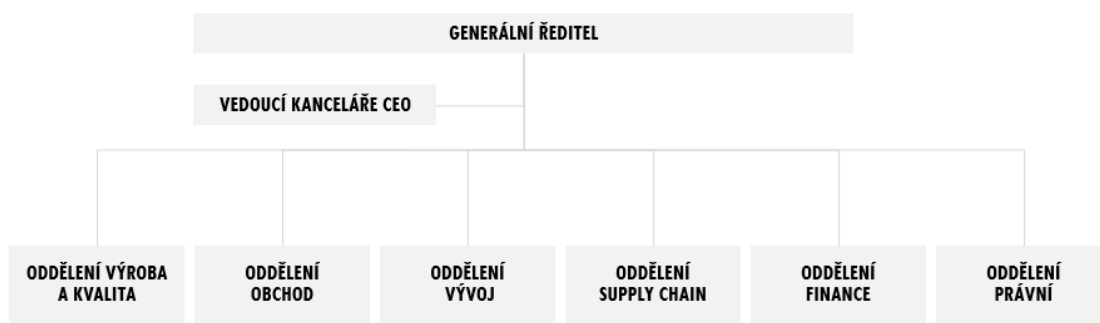 GENERÁLNÍ ŘEDITEL
VEDOUCÍ KANCELÁŘE CEO
ODDĚLENÍ VÝROBA
A KVALITA
ODDĚLENÍ
OBCHOD
ODDĚLENÍ
VÝVOJ
ODDĚLENÍ
SUPPLY CHAIN
ODDĚLENÍ
FINANCE
ODDĚLENÍ
PRÁVNÍ